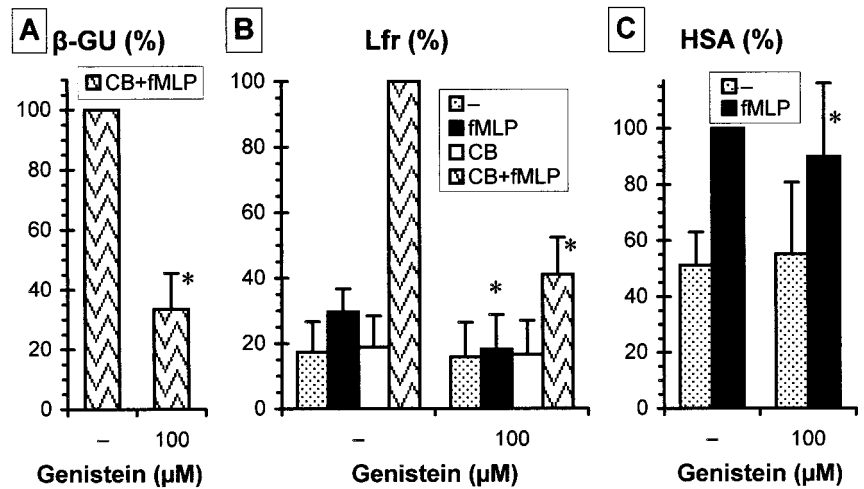 A
β-GU (%)
CB+fMLP
100
80
60
40
20
0
*
–
100
Genistein (µM)
B
Lfr (%)
–
fMLP
CB
CB+fMLP
100
80
60
40
20
0
*
*
–
100
Genistein (µM)
C
HSA (%)
–
fMLP
100
80
60
40
20
0
*
–
100
Genistein (µM)